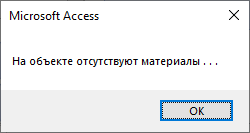 Microsoft Access
На объекте отсутствуют материалы . . .
OK